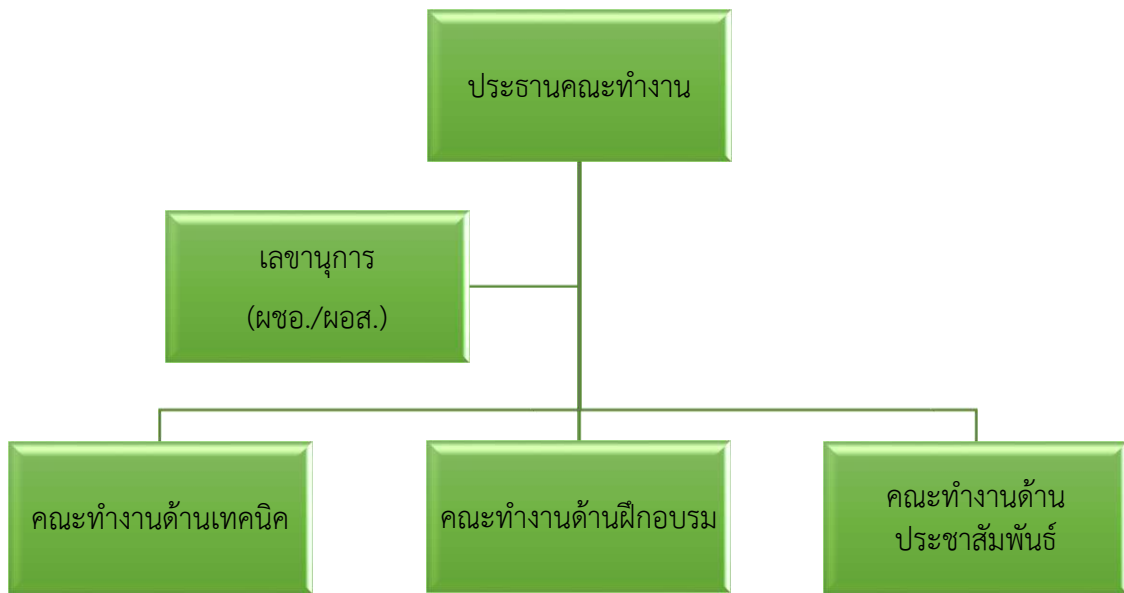 ประธานคณะทำงาน
เลขานุการ
(ผชอ./ผอส.)
คณะทำงานด้านเทคนิค
คณะทำงานด้านฝึกอบรม
คณะทำงานด้าน
ประชาสัมพันธ์